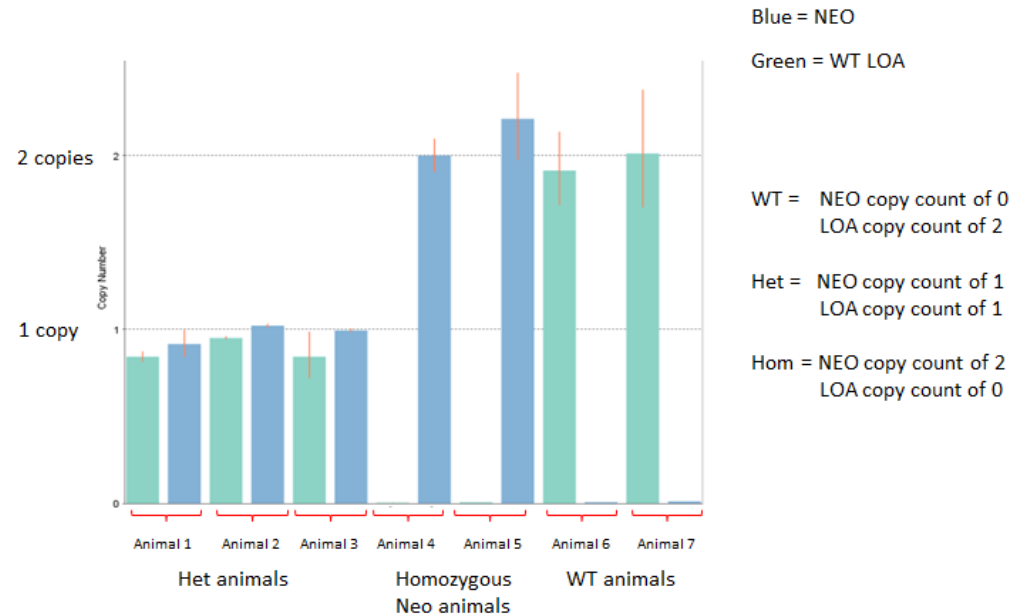 Blue = NEO
Green = WT LOA
2 copies
2
WT = NEO copy count of 0
LOA copy count of 2
Copy Number
Het = NEO copy count of 1
LOA copy count of 1
1 copy
1
Hom = NEO copy count of 2
LOA copy count of 0
0
Animal 1 Animal 2 Animal 3 Animal 4 Animal 5 Animal 6 Animal 7
Het animals
Homozygous
Neo animals
WT animals